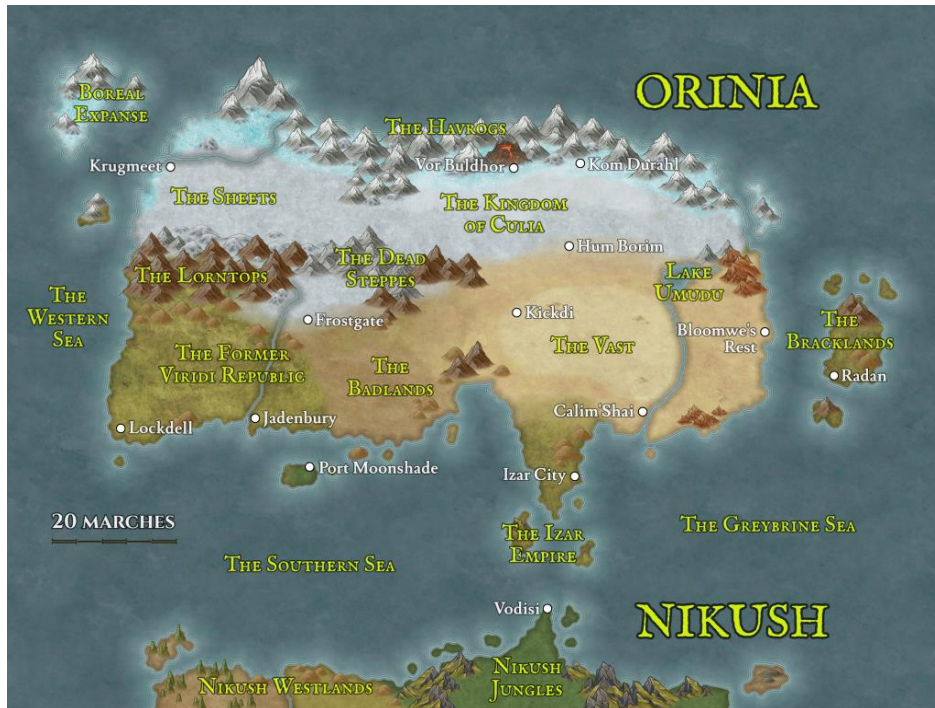 ORINIA
BOREAL
EXPANSE
THE HAVROGS
Krugmeet
Vor Buldhor
Kom Durahl
THE SHEETS
THE KINGDOM
OF CULIA
Hum Borim
THE LORNTOPS
THE DEAD
STEPPES
LAKE
UMUDU
THE
WESTERN
SEA
Frostgate
Kickdi
THE FORMER
VIRIDI REPUBLIC
THE
BADLANDS
THE VAST
Bloomwe's
Rest
THE
BRACKLANDS
Radan
Lockdell
Jadenbury
Calim'Shai
Port Moonshade
Izar City
20 MARCHES
THE IZAR
EMPIRE
THE GREYBRINE SEA
THE SOUTHERN SEA
Vodisi
NIKUSH
NIKUSH WESTLANDS
NIKUSH
JUNGLES